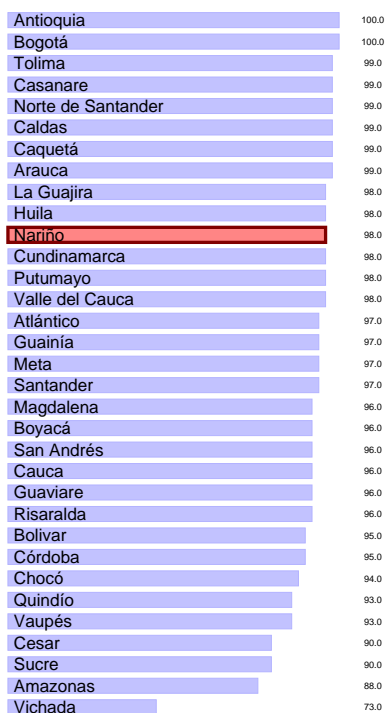 Antioquia 100.0
Bogotá 100.0
Tolima 99.0
Casanare 99.0
Norte de Santander 99.0
Caldas 99.0
Caquetá 99.0
Arauca 99.0
La Guajira 98.0
Huila 98.0
Nariño 98.0
Cundinamarca 98.0
Putumayo 98.0
Valle del Cauca 98.0
Atlántico 97.0
Guainía 97.0
Meta 97.0
Santander 97.0
Magdalena 96.0
Boyacá 96.0
San Andrés 96.0
Cauca 96.0
Guaviare 96.0
Risaralda 96.0
Bolivar 95.0
Córdoba 95.0
Chocó 94.0
Quindío 93.0
Vaupés 93.0
Cesar 90.0
Sucre 90.0
Amazonas 88.0
Vichada 73.0